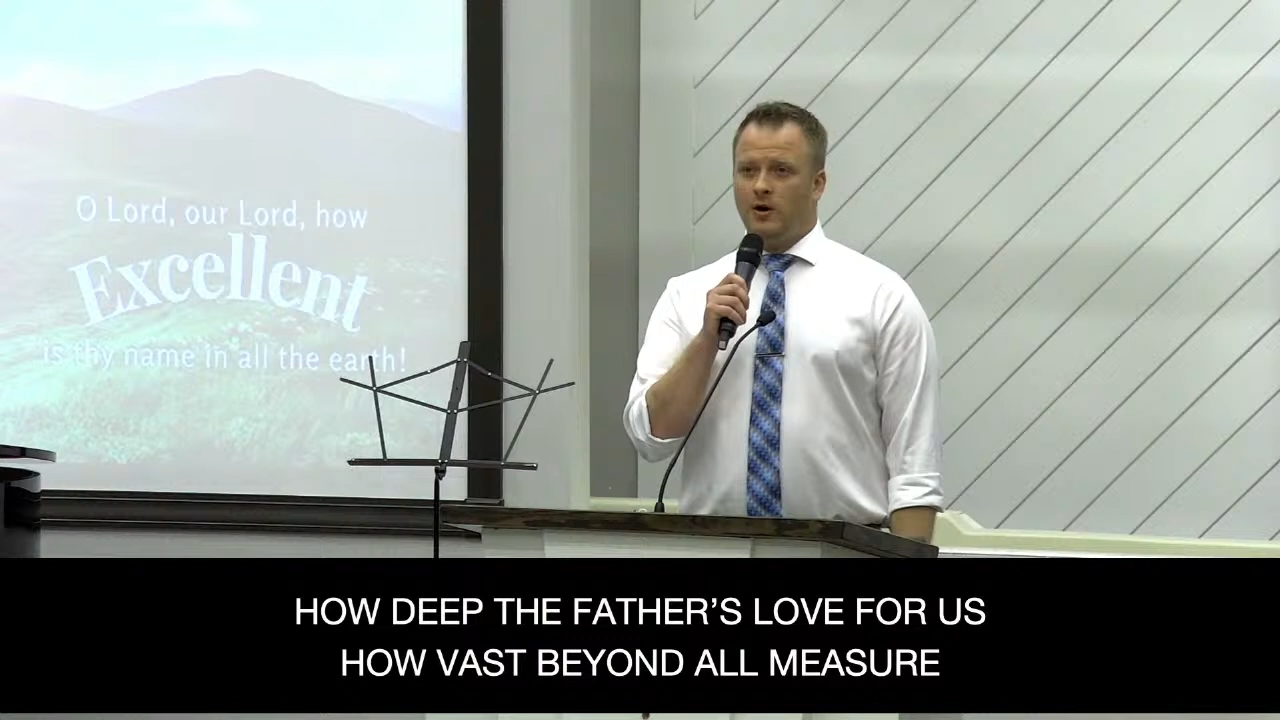 O Lord, our Lord, how
Excellent
is thy name in all the earth!
HOW DEEP THE FATHER’S LOVE FOR US
HOW VAST BEYOND ALL MEASURE